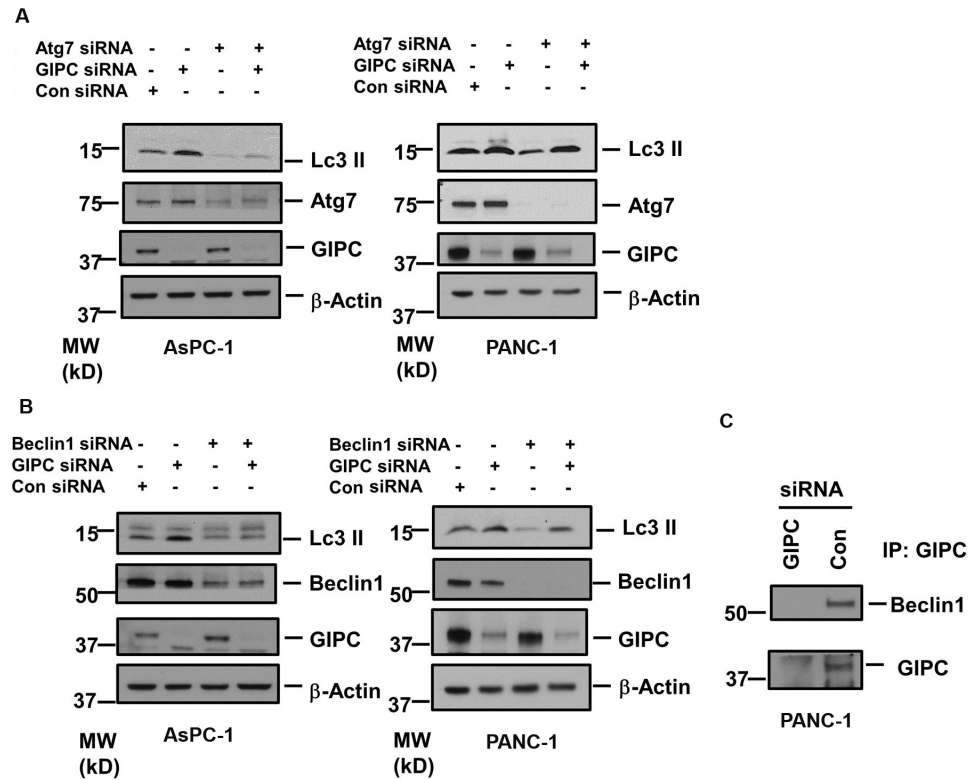 A
Atg7 siRNA - - + +
GIPC siRNA - + - +
Con siRNA + - - -
15 Lc3 II
75 Atg7
37 GIPC
37 β-Actin
MW (kD) AsPC-1
Atg7 siRNA - - + +
GIPC siRNA - + - +
Con siRNA + - - -
15 Lc3 II
75 Atg7
37 GIPC
37 β-Actin
MW (kD) PANC-1
B
Beclin1 siRNA - - + +
GIPC siRNA - + - +
Con siRNA + - - -
15 Lc3 II
50 Beclin1
37 GIPC
37 β-Actin
MW (kD) AsPC-1
Beclin1 siRNA - - + +
GIPC siRNA - + - +
Con siRNA + - - -
15 Lc3 II
50 Beclin1
37 GIPC
37 β-Actin
MW (kD) PANC-1
C
siRNA
GIPC Con IP: GIPC
50 Beclin1
37 GIPC
PANC-1